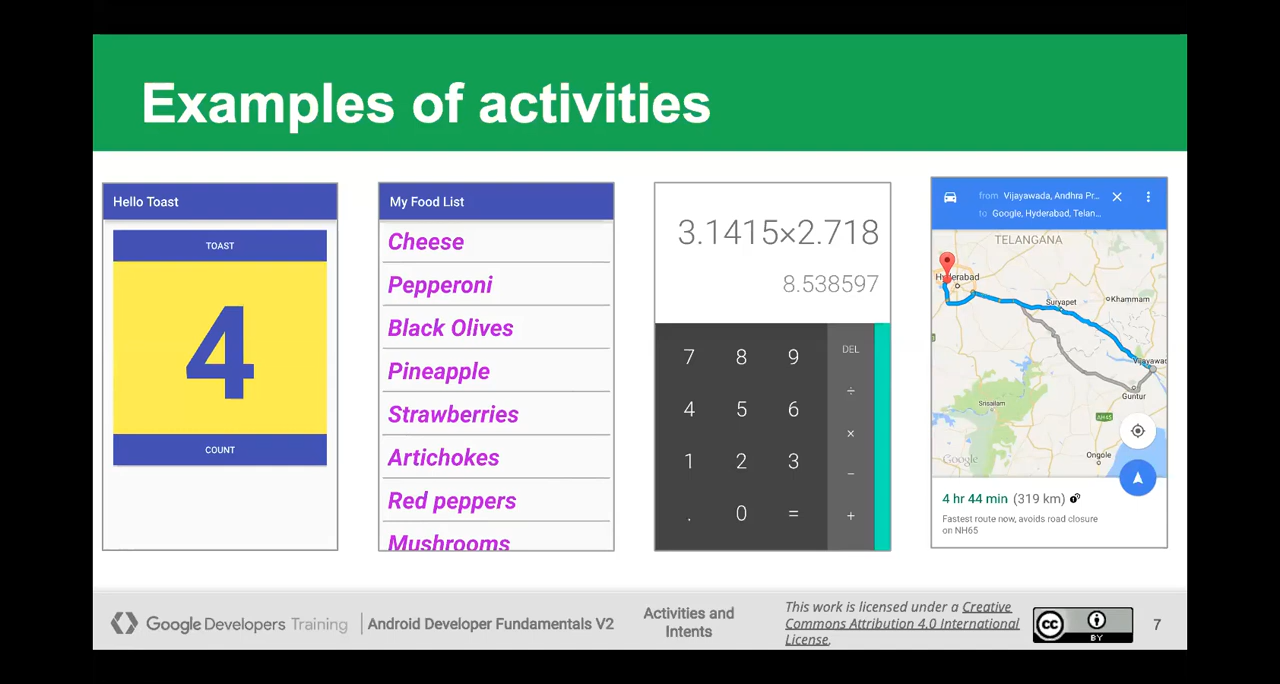 Examples of activities
Hello Toast
TOAST
4
COUNT
My Food List
Cheese
Pepperoni
Black Olives
Pineapple
Strawberries
Artichokes
Red peppers
Mushrooms
3.1415×2.718
8.538597
7 8 9 DEL
÷
4 5 6
×
1 2 3
−
. 0 = +
from Vijayawada, Andhra Pr...
to Google, Hyderabad, Telan...
TELANGANA
Hyderabad
Suryapet
Khammam
Vijayawa
Guntur
Srisailam
AH45
Ongole
Google
4 hr 44 min (319 km)
Fastest route now, avoids road closure
on NH65
Google Developers Training
Android Developer Fundamentals V2
Activities and
Intents
This work is licensed under a Creative
Commons Attribution 4.0 International
License.
cc
BY
7